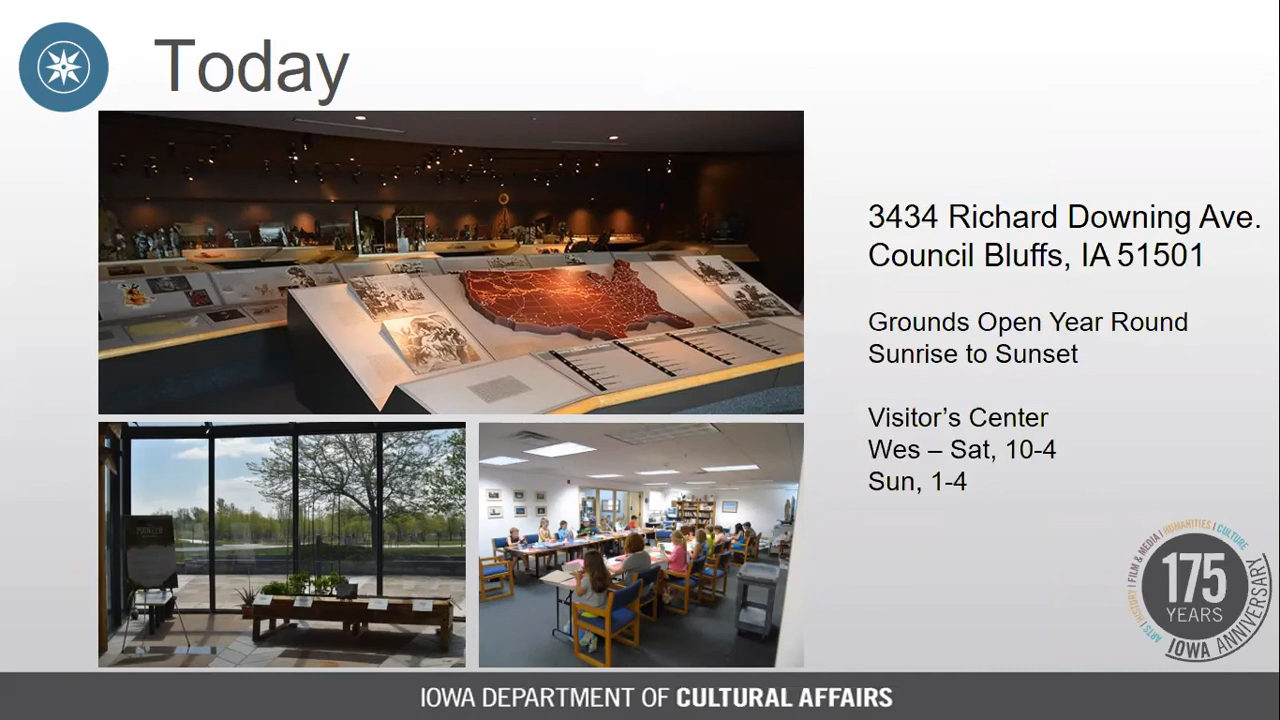 Today
3434 Richard Downing Ave.
Council Bluffs, IA 51501
Grounds Open Year Round
Sunrise to Sunset
Visitor’s Center
Wes – Sat, 10-4
Sun, 1-4
ARTS | HISTORY | FILM & MEDIA | HUMANITIES | CULTURE
175
YEARS
IOWA ANNIVERSARY
IOWA DEPARTMENT OF CULTURAL AFFAIRS